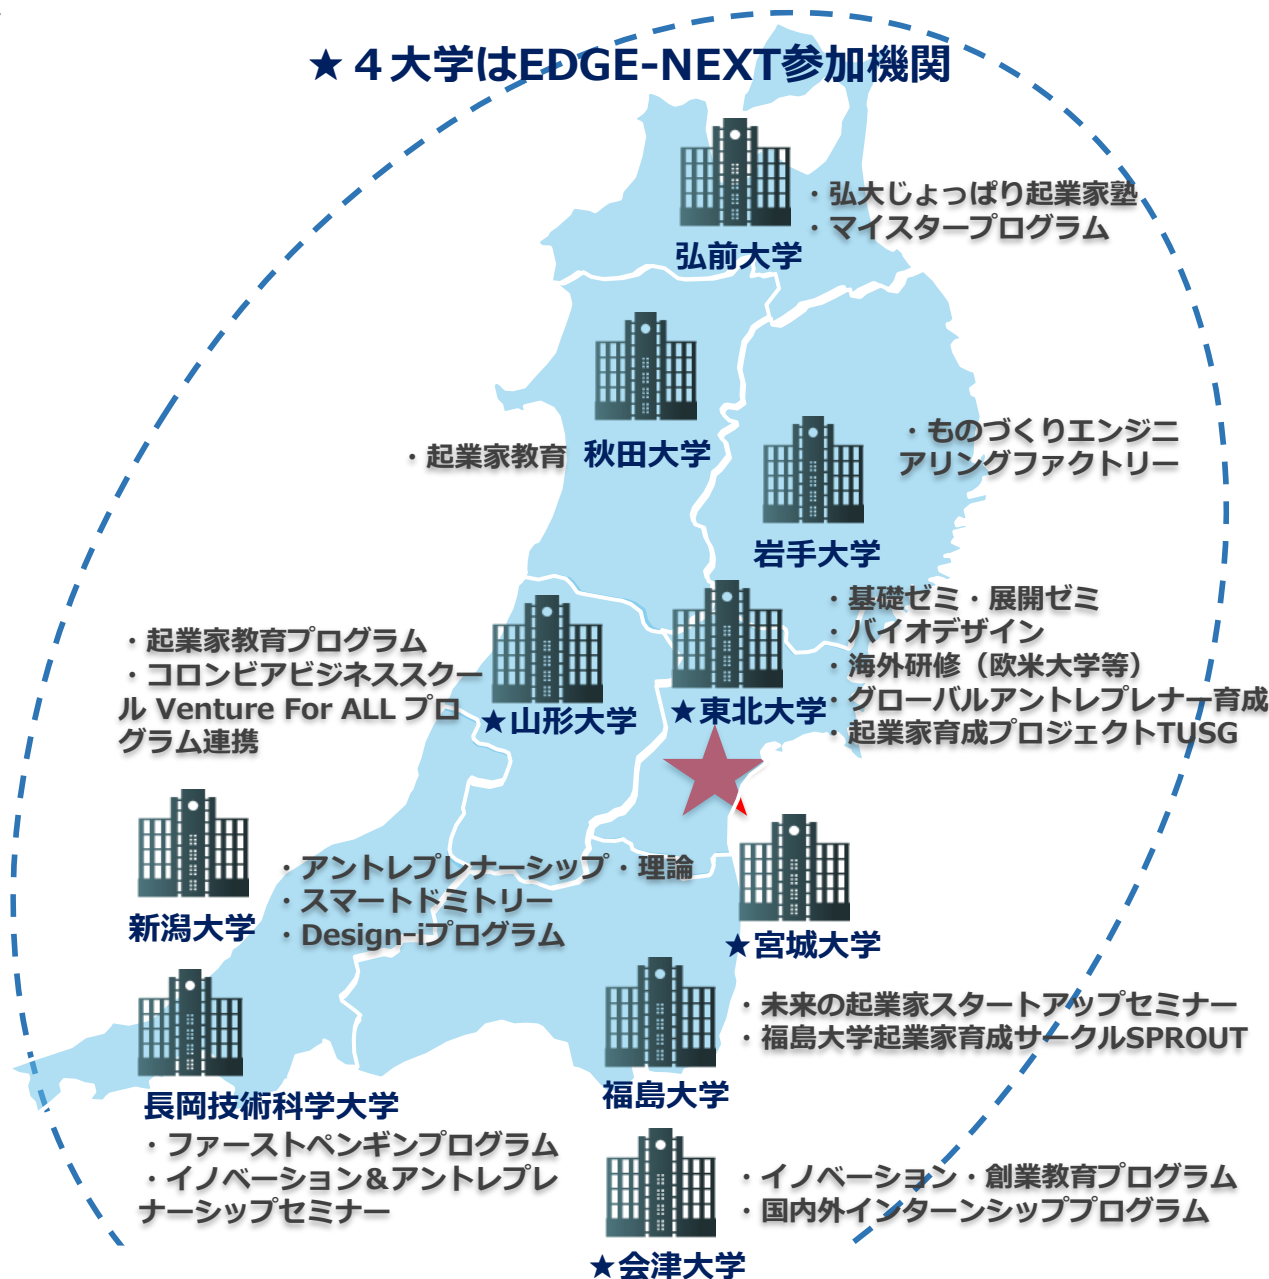 ★４大学はEDGE-NEXT参加機関
・弘大じょっぱり起業家塾
・マイスタープログラム
弘前大学
・起業家教育
秋田大学
・ものづくりエンジニ
アリングファクトリー
岩手大学
・基礎ゼミ・展開ゼミ
・バイオデザイン
・海外研修（欧米大学等）
・グローバルアントレプレナー育成
・起業家育成プロジェクトTUSG
★東北大学
・起業家教育プログラム
・コロンビアビジネススクー
ル Venture For ALL プロ
グラム連携
★山形大学
・アントレプレナーシップ・理論
・スマートドミトリー
・Design-iプログラム
新潟大学
★宮城大学
・未来の起業家スタートアップセミナー
・福島大学起業家育成サークルSPROUT
福島大学
長岡技術科学大学
・ファーストペンギンプログラム
・イノベーション＆アントレプレ
ナーシップセミナー
・イノベーション・創業教育プログラム
・国内外インターンシッププログラム
★会津大学